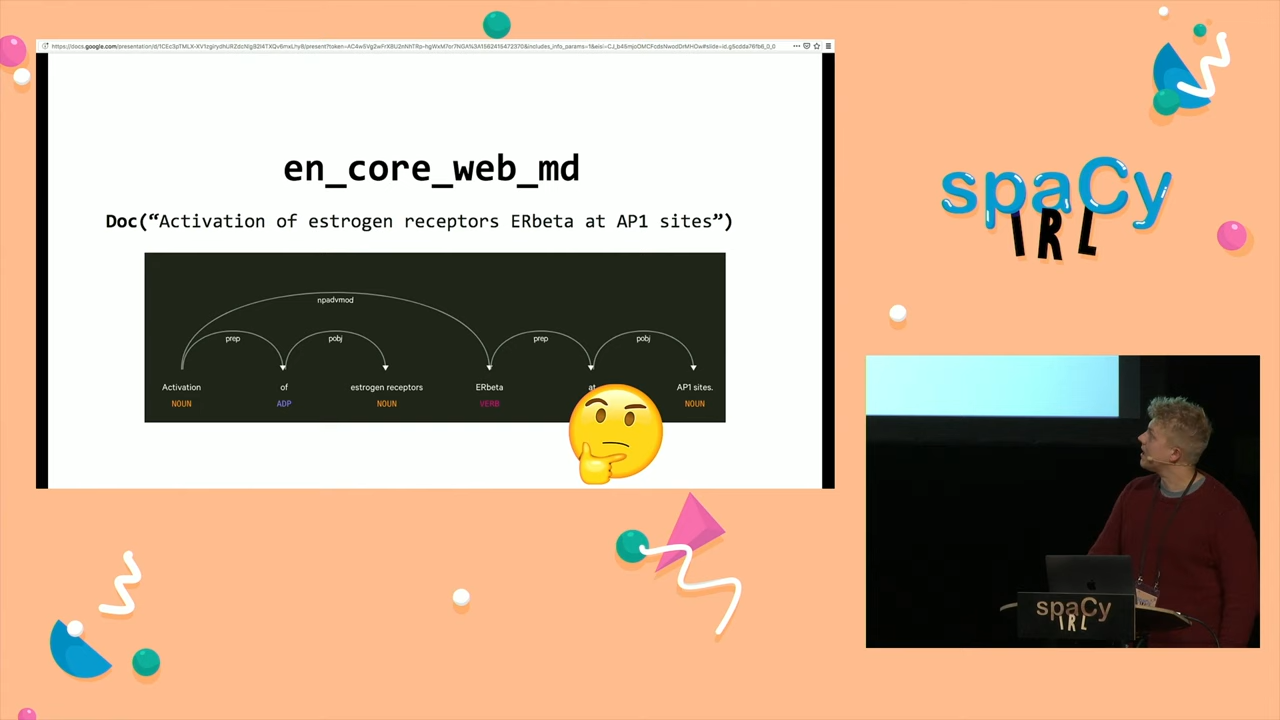 en_core_web_md
Doc(“Activation of estrogen receptors ERbeta at AP1 sites”)
npadvmod
prep
pobj
prep
pobj
Activation
of
estrogen receptors
ERbeta
at
AP1 sites.
NOUN
ADP
NOUN
VERB
NOUN
spaCy
IRL
spaCy
IRL